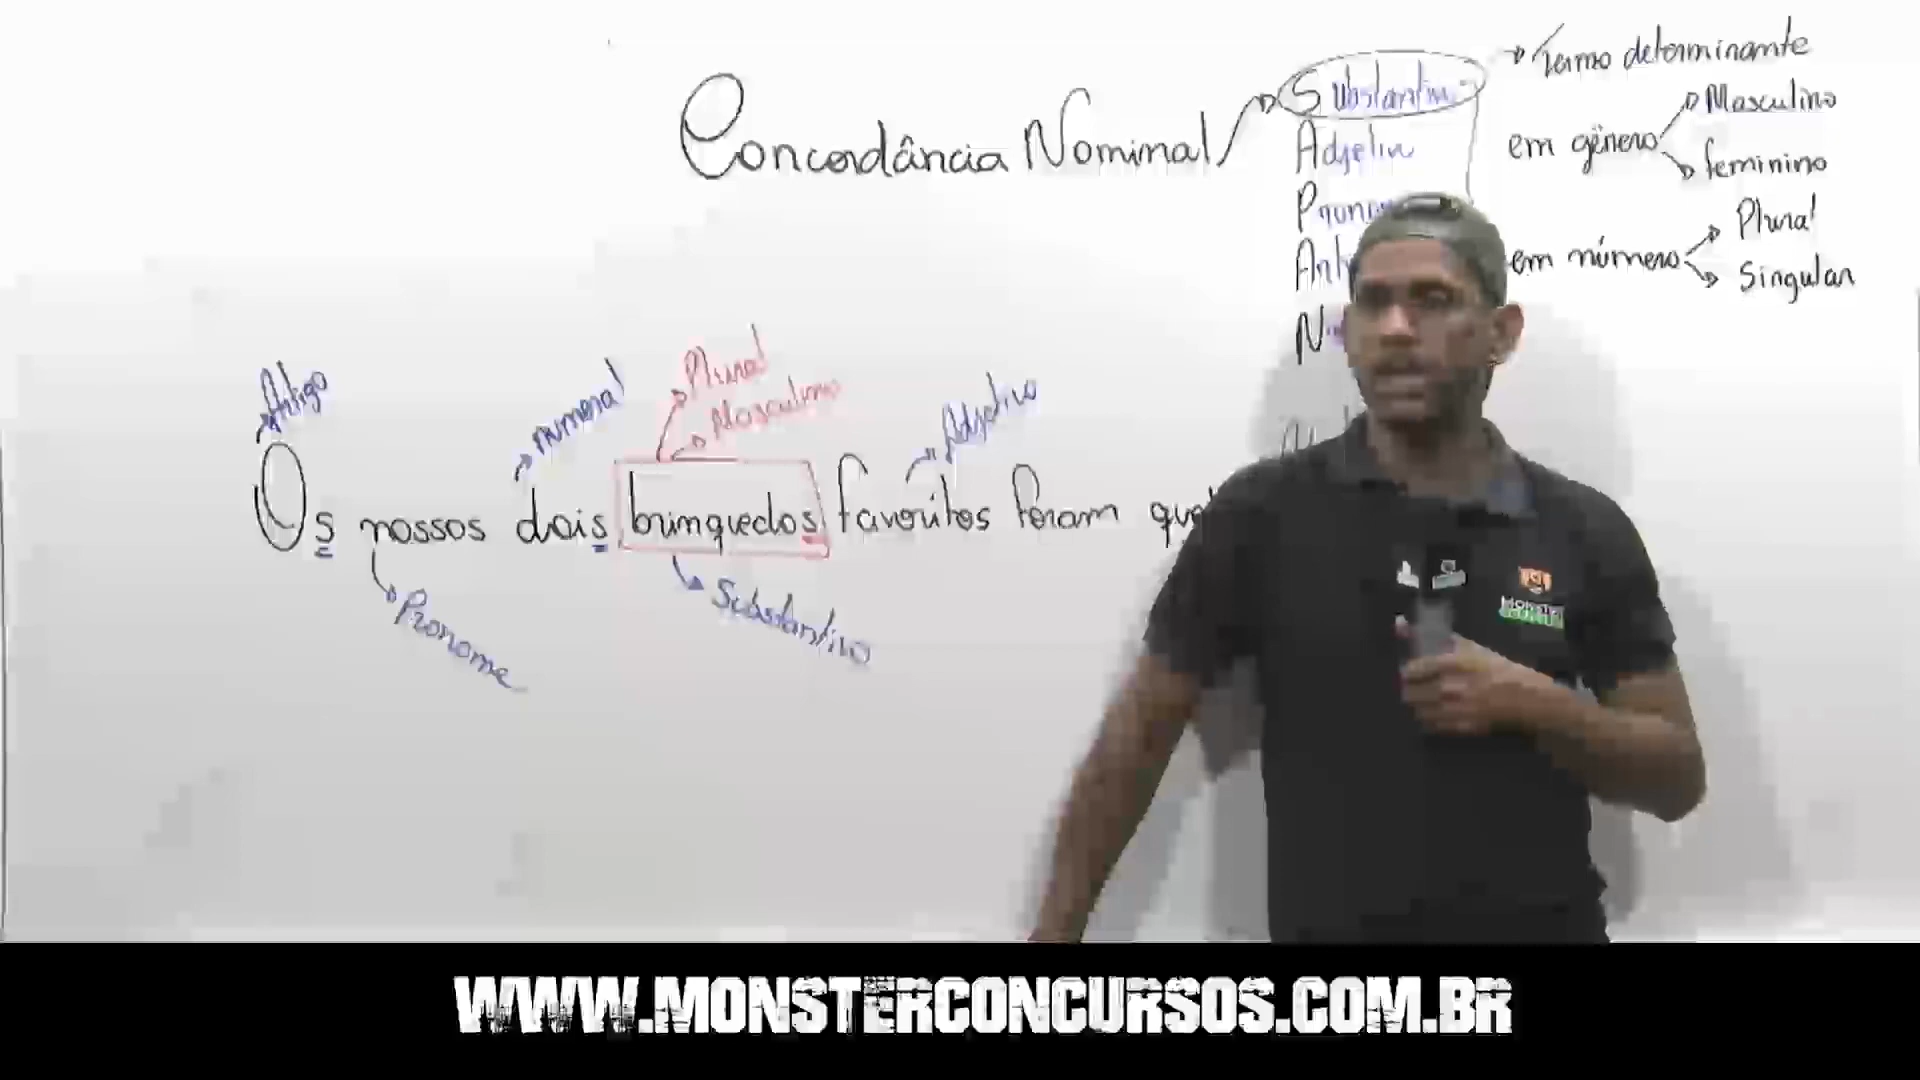 Termo determinante
Concordância Nominal
Substantivo
Masculino
em gênero
feminino
Plural
em número
Singular
Artigo
numeral
Plural
Masculino
Adjetivo
Os nossos dois brinquedos favoritos foram
Pronome
Substantivo
MONSTER
WWW.MONSTERCONCURSOS.COM.BR